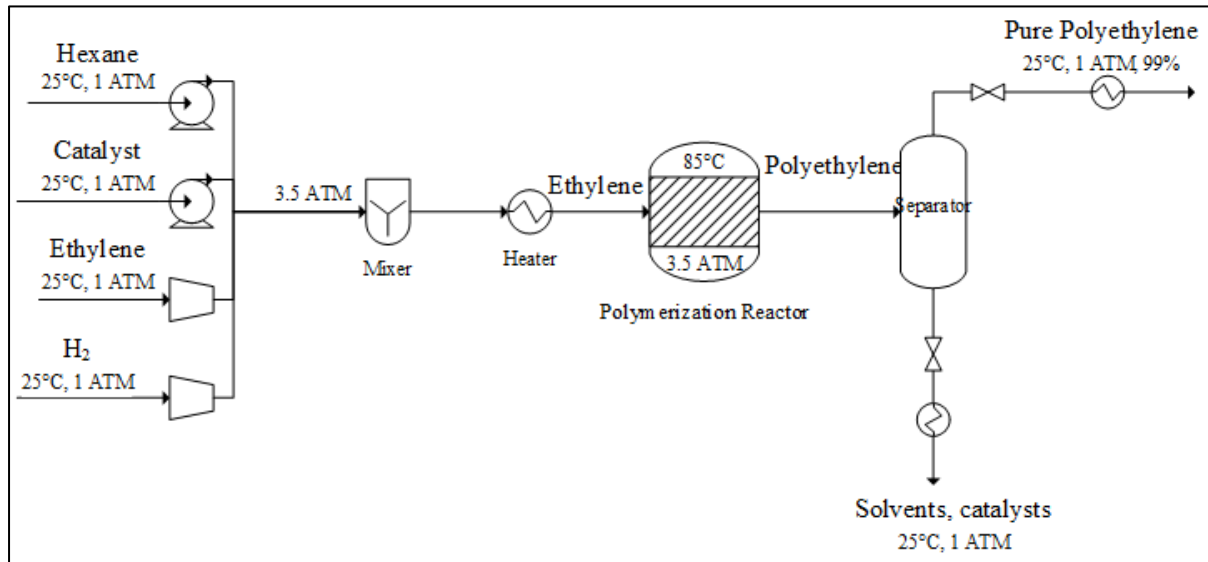 Hexane
25°C, 1 ATM
Catalyst
25°C, 1 ATM
Ethylene
25°C, 1 ATM
H₂
25°C, 1 ATM
3.5 ATM
Mixer
Heater
Ethylene
85°C
3.5 ATM
Polymerization Reactor
Polyethylene
Separator
Pure Polyethylene
25°C, 1 ATM, 99%
Solvents, catalysts
25°C, 1 ATM